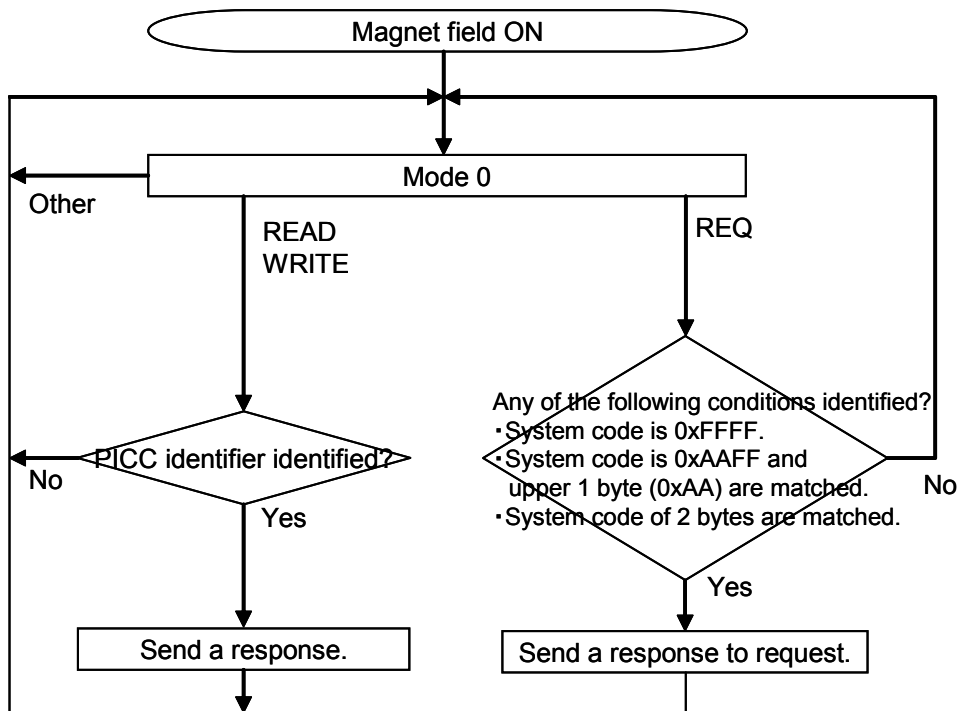 Magnet field ON
Mode 0
Other
READ
WRITE
REQ
Any of the following conditions identified?
・System code is 0xFFFF.
・System code is 0xAAFF and
upper 1 byte (0xAA) are matched.
・System code of 2 bytes are matched.
PICC identifier identified?
No
No
Yes
Yes
Send a response.
Send a response to request.